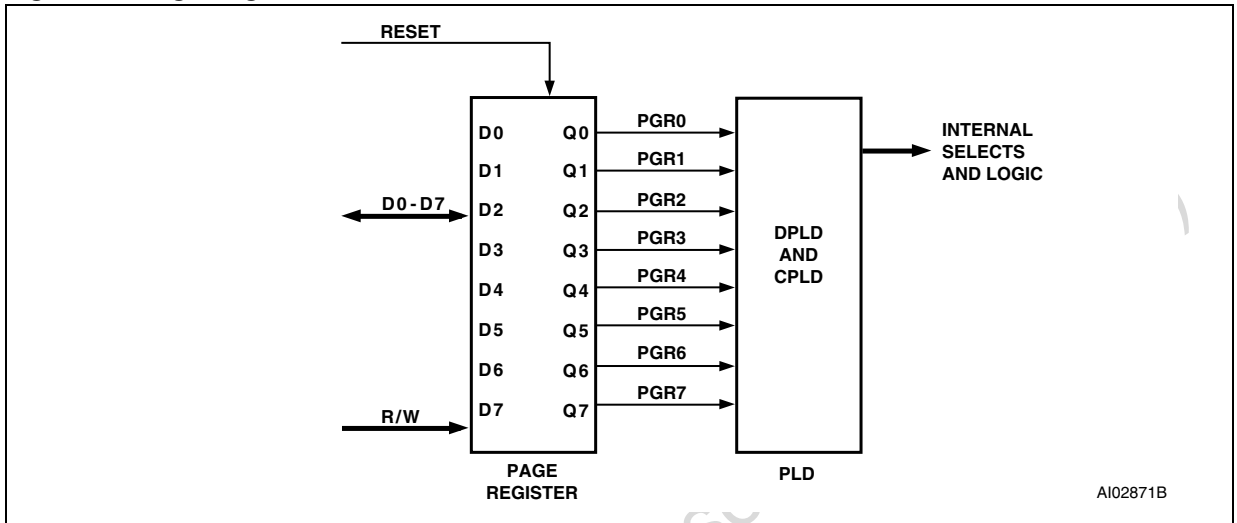 RESET
D0 Q0 PGR0
D1 Q1 PGR1
D0-D7 D2 Q2 PGR2
D3 Q3 PGR3
D4 Q4 PGR4
D5 Q5 PGR5
D6 Q6 PGR6
R/W D7 Q7 PGR7
DPLD
AND
CPLD
INTERNAL
SELECTS
AND LOGIC
PAGE
REGISTER
PLD
AI02871B